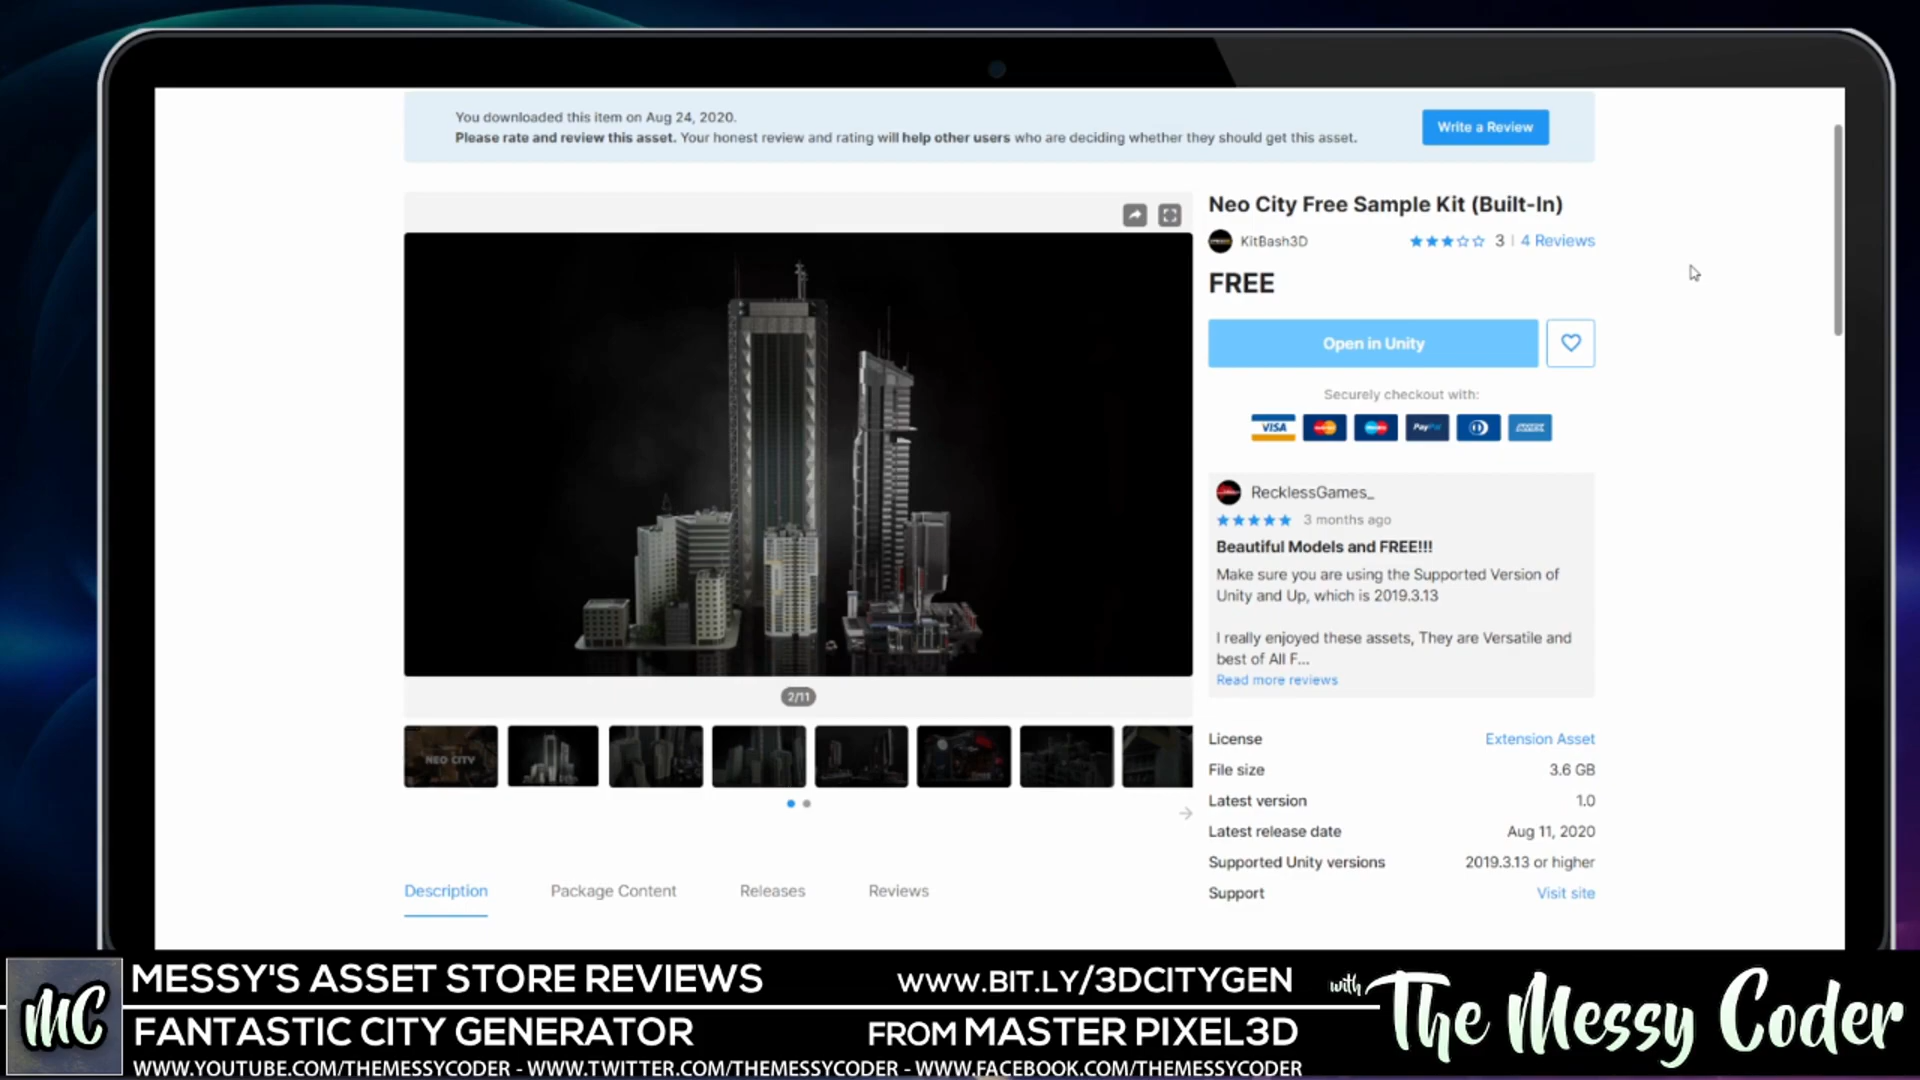 You downloaded this item on Aug 24, 2020.
Please rate and review this asset. Your honest review and rating will help other users who are deciding whether they should get this asset.
Write a Review
Neo City Free Sample Kit (Built-In)
KitBash3D
3 | 4 Reviews
FREE
Open in Unity
Securely checkout with:
VISA
PayPal
RecklessGames_
3 months ago
Beautiful Models and FREE!!!
Make sure you are using the Supported Version of
Unity and Up, which is 2019.3.13
I really enjoyed these assets, They are Versatile and
best of All F...
Read more reviews
2/11
NEO CITY
License Extension Asset
File size 3.6 GB
Latest version 1.0
Latest release date Aug 11, 2020
Supported Unity versions 2019.3.13 or higher
Support Visit site
Description Package Content Releases Reviews
MC
MESSY'S ASSET STORE REVIEWS
WWW.BIT.LY/3DCITYGEN
FANTASTIC CITY GENERATOR
FROM MASTER PIXEL3D
WWW.YOUTUBE.COM/THEMESSYCODER - WWW.TWITTER.COM/THEMESSYCODER - WWW.FACEBOOK.COM/THEMESSYCODER
with The Messy Coder